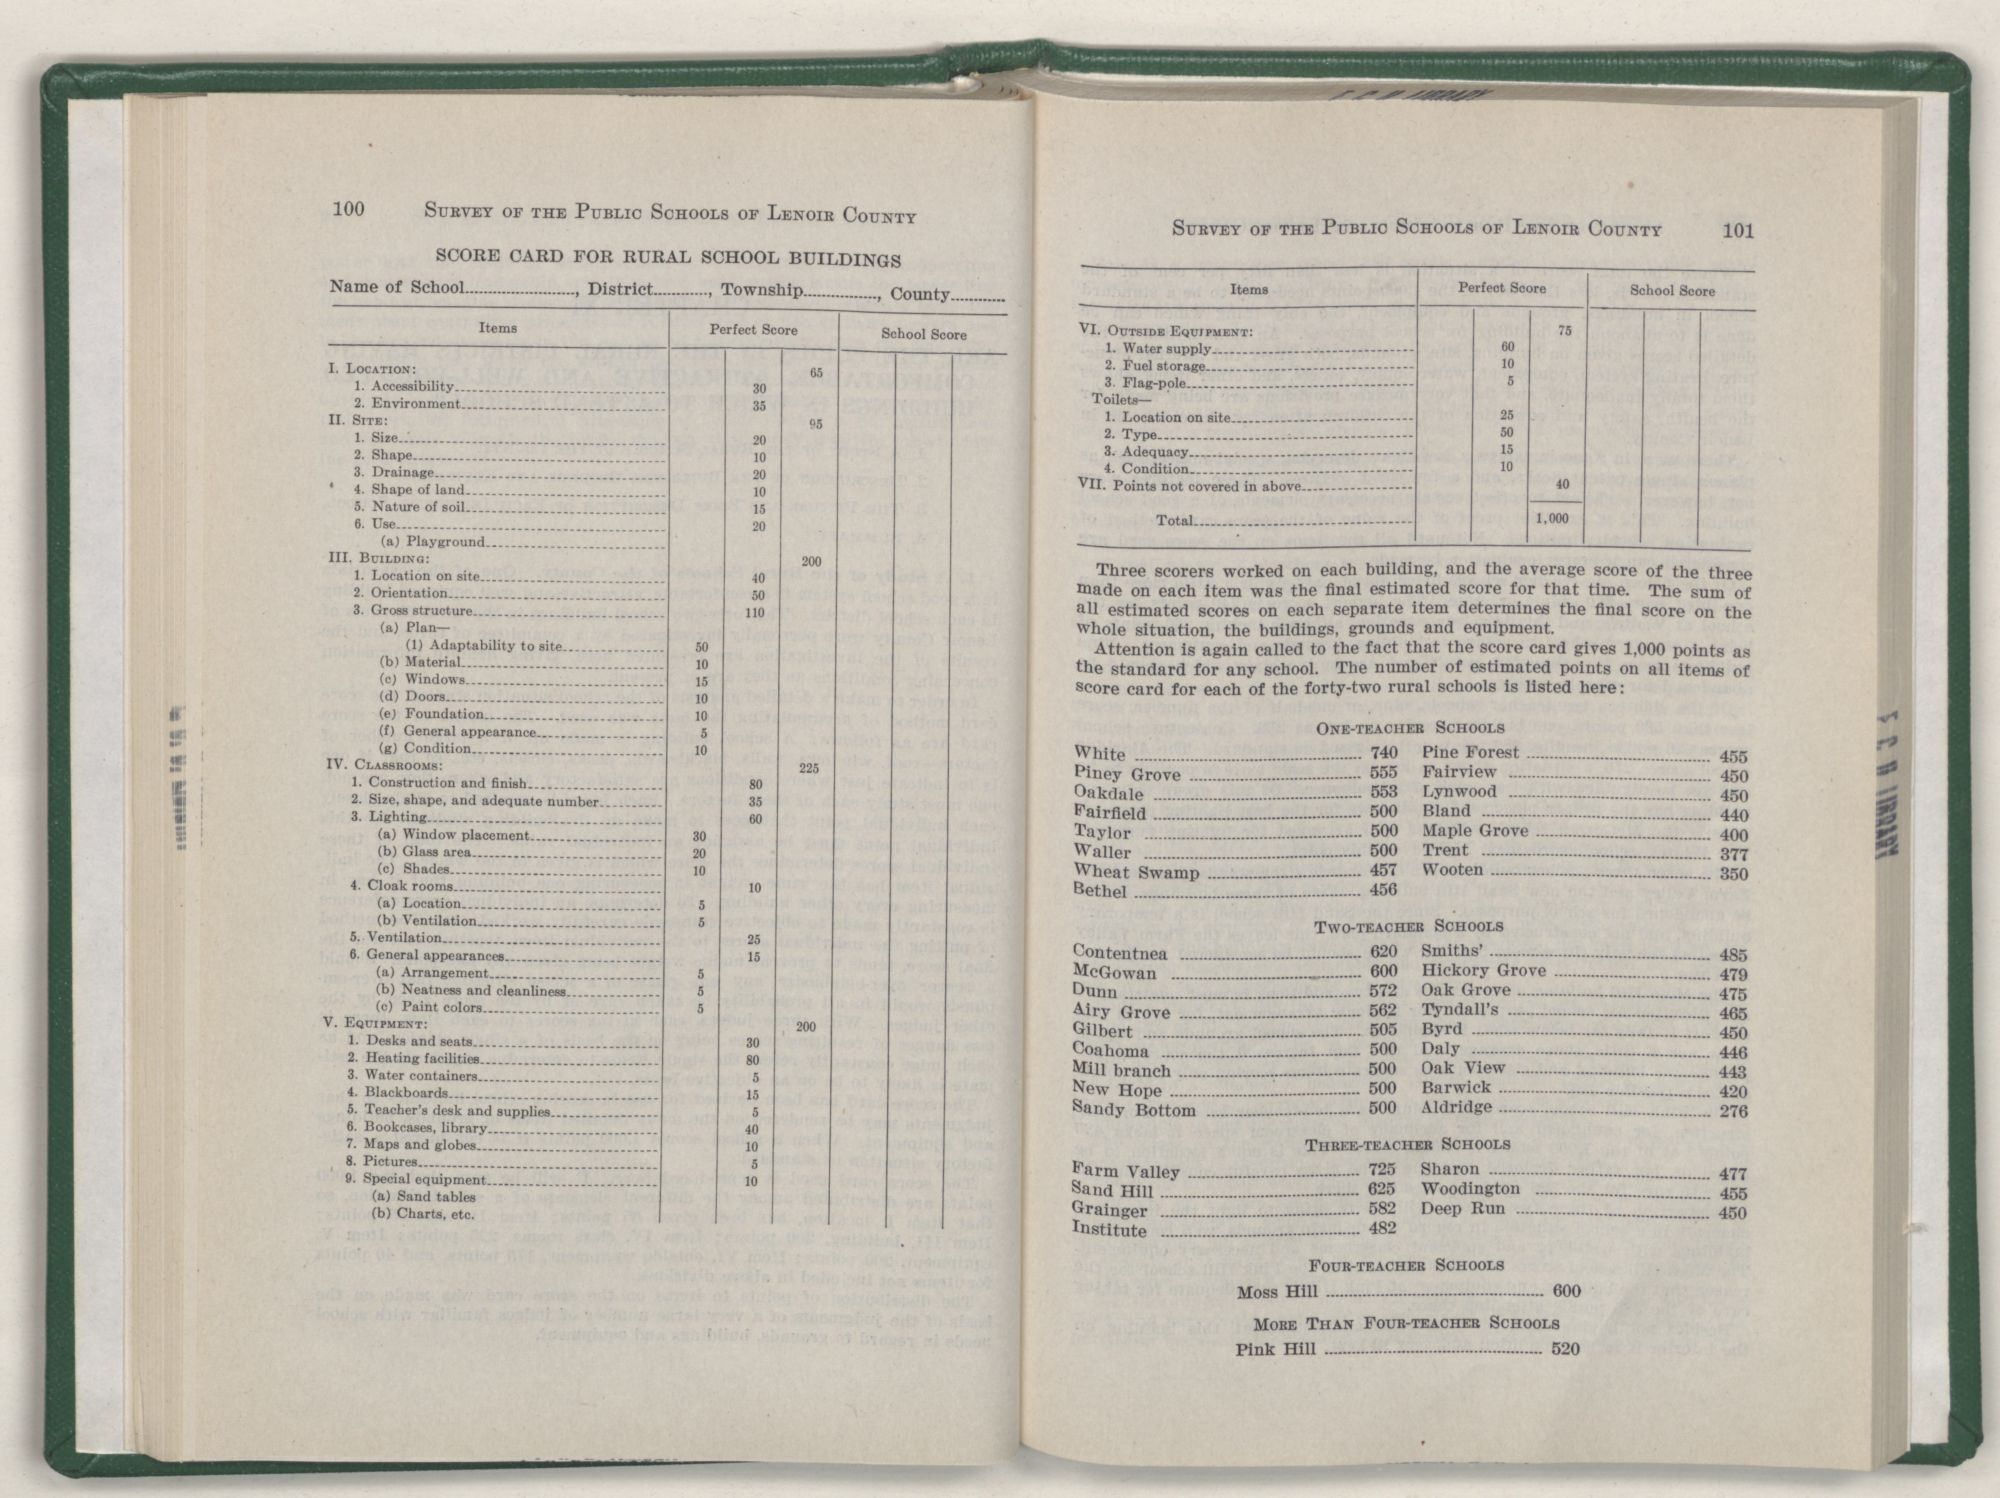 100 SURVEY OF THE PUBLIC SCHOOLS OF LENOIR COUNTY
SCORE CARD FOR RURAL SCHOOL BUILDINGS
Name of School, District, Township, County
Items Perfect Score School Score
I. LOCATION: 65
1. Accessibility 30
2. Environment 35
II. SITE: 95
1. Size 20
2. Shape 10
3. Drainage 20
4. Shape of land 10
5. Nature of soil 15
6. Use 20
(a) Playground
III. BUILDING: 200
1. Location on site 40
2. Orientation 50
3. Gross structure 110
(a) Plan—
(1) Adaptability to site 50
(b) Material 10
(c) Windows 15
(d) Doors 10
(e) Foundation 10
(f) General appearance 5
(g) Condition 10
IV. CLASSROOMS: 225
1. Construction and finish 80
2. Size, shape, and adequate number 35
3. Lighting 60
(a) Window placement 30
(b) Glass area 20
(c) Shades 10
4. Cloak rooms 10
(a) Location 5
(b) Ventilation 5
5. Ventilation 25
6. General appearances 15
(a) Arrangement 5
(b) Neatness and cleanliness 5
(c) Paint colors 5
V. EQUIPMENT: 200
1. Desks and seats 30
2. Heating facilities 80
3. Water containers 5
4. Blackboards 15
5. Teacher's desk and supplies 5
6. Bookcases, library 40
7. Maps and globes 10
8. Pictures 5
9. Special equipment 10
(a) Sand tables
(b) Charts, etc.
SURVEY OF THE PUBLIC SCHOOLS OF LENOIR COUNTY 101
Items Perfect Score School Score
VI. OUTSIDE EQUIPMENT: 75
1. Water supply 60
2. Fuel storage 10
3. Flag-pole 5
Toilets—
1. Location on site 25
2. Type 50
3. Adequacy 15
4. Condition 10
VII. Points not covered in above 40
Total 1,000
Three scorers worked on each building, and the average score of the three
made on each item was the final estimated score for that time. The sum of
all estimated scores on each separate item determines the final score on the
whole situation, the buildings, grounds and equipment.
Attention is again called to the fact that the score card gives 1,000 points as
the standard for any school. The number of estimated points on all items of
score card for each of the forty-two rural schools is listed here:
ONE-TEACHER SCHOOLS
White 740 Pine Forest 455
Piney Grove 555 Fairview 450
Oakdale 553 Lynwood 450
Fairfield 500 Bland 440
Taylor 500 Maple Grove 400
Waller 500 Trent 377
Wheat Swamp 457 Wooten 350
Bethel 456
TWO-TEACHER SCHOOLS
Contentnea 620 Smiths' 485
McGowan 600 Hickory Grove 479
Dunn 572 Oak Grove 475
Airy Grove 562 Tyndall's 465
Gilbert 505 Byrd 450
Coahoma 500 Daly 446
Mill branch 500 Oak View 443
New Hope 500 Barwick 420
Sandy Bottom 500 Aldridge 276
THREE-TEACHER SCHOOLS
Farm Valley 725 Sharon 477
Sand Hill 625 Woodington 455
Grainger 582 Deep Run 450
Institute 482
FOUR-TEACHER SCHOOLS
Moss Hill 600
MORE THAN FOUR-TEACHER SCHOOLS
Pink Hill 520